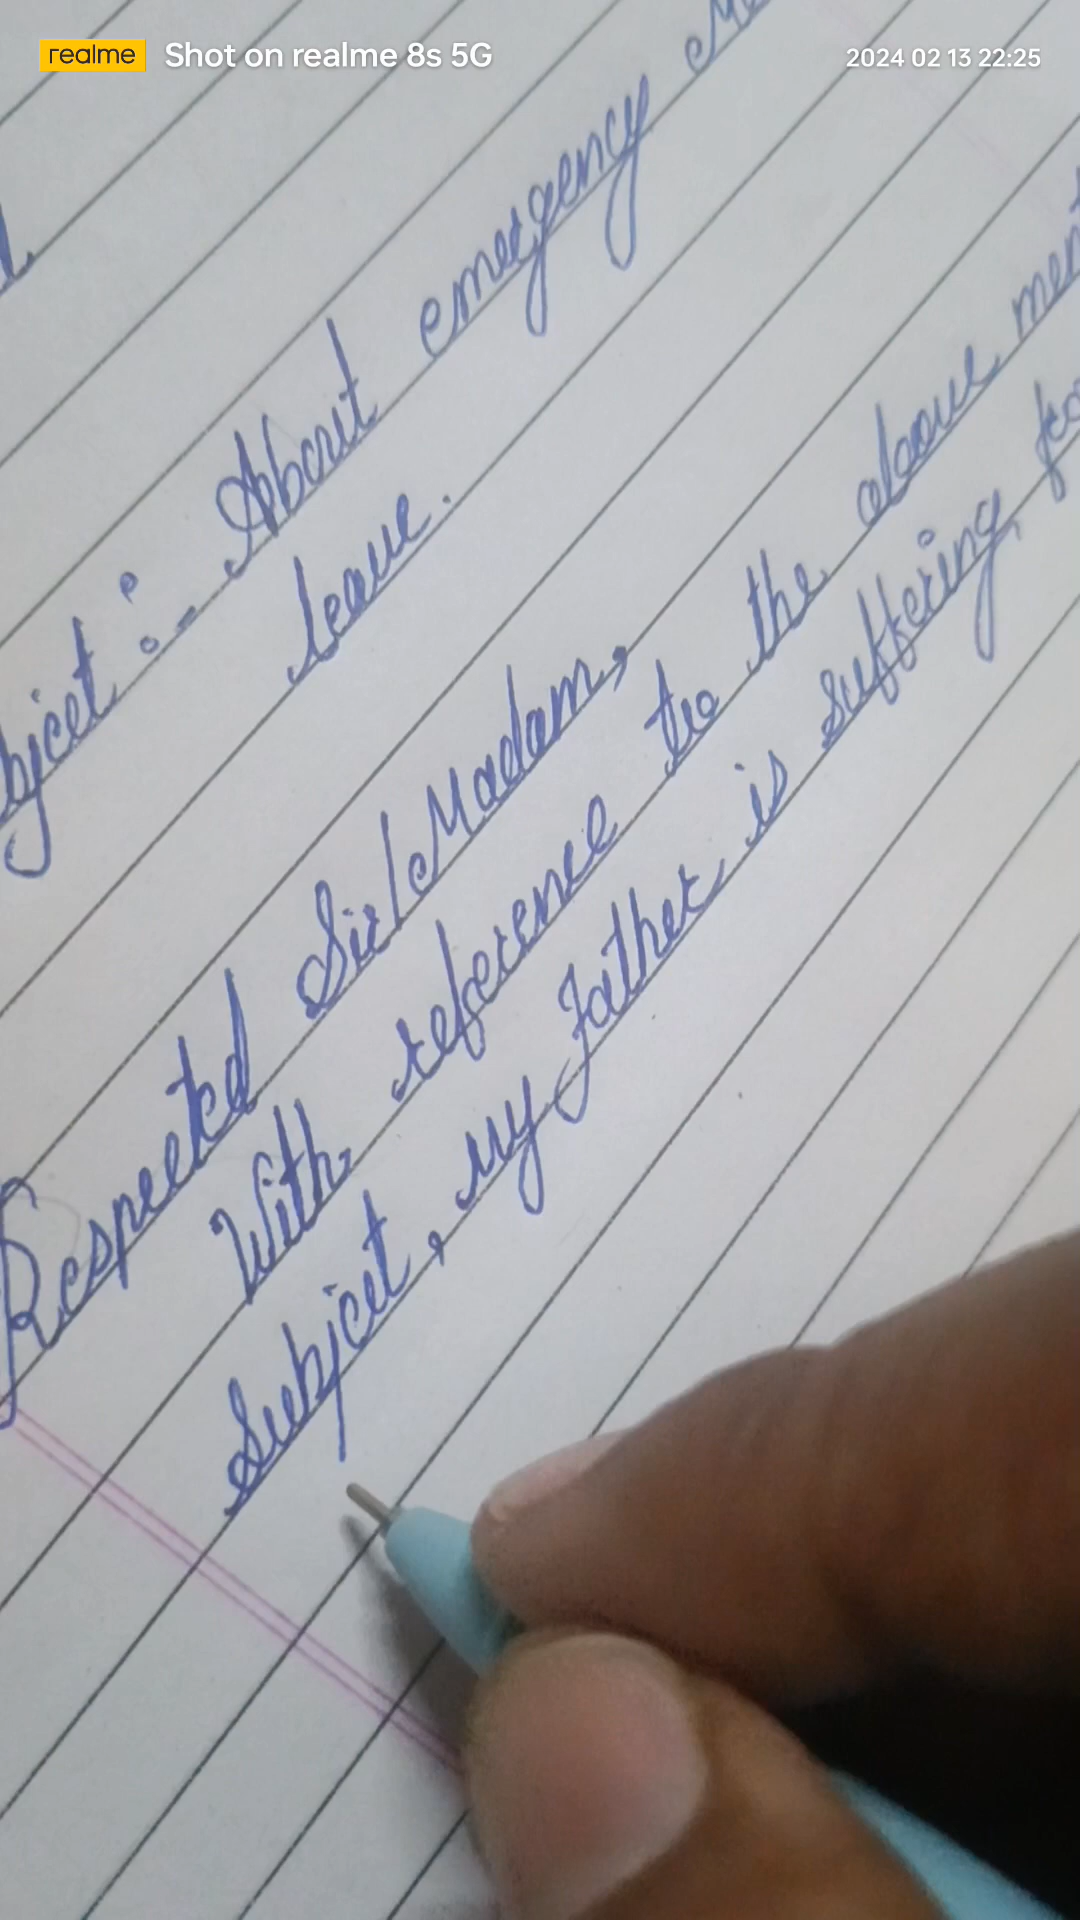 realme Shot on realme 8s 5G
2024 02 13 22:25
:- About emergency
leave.
Respected Sir/Madam,
With reference to the above
subject, my Father is suffering